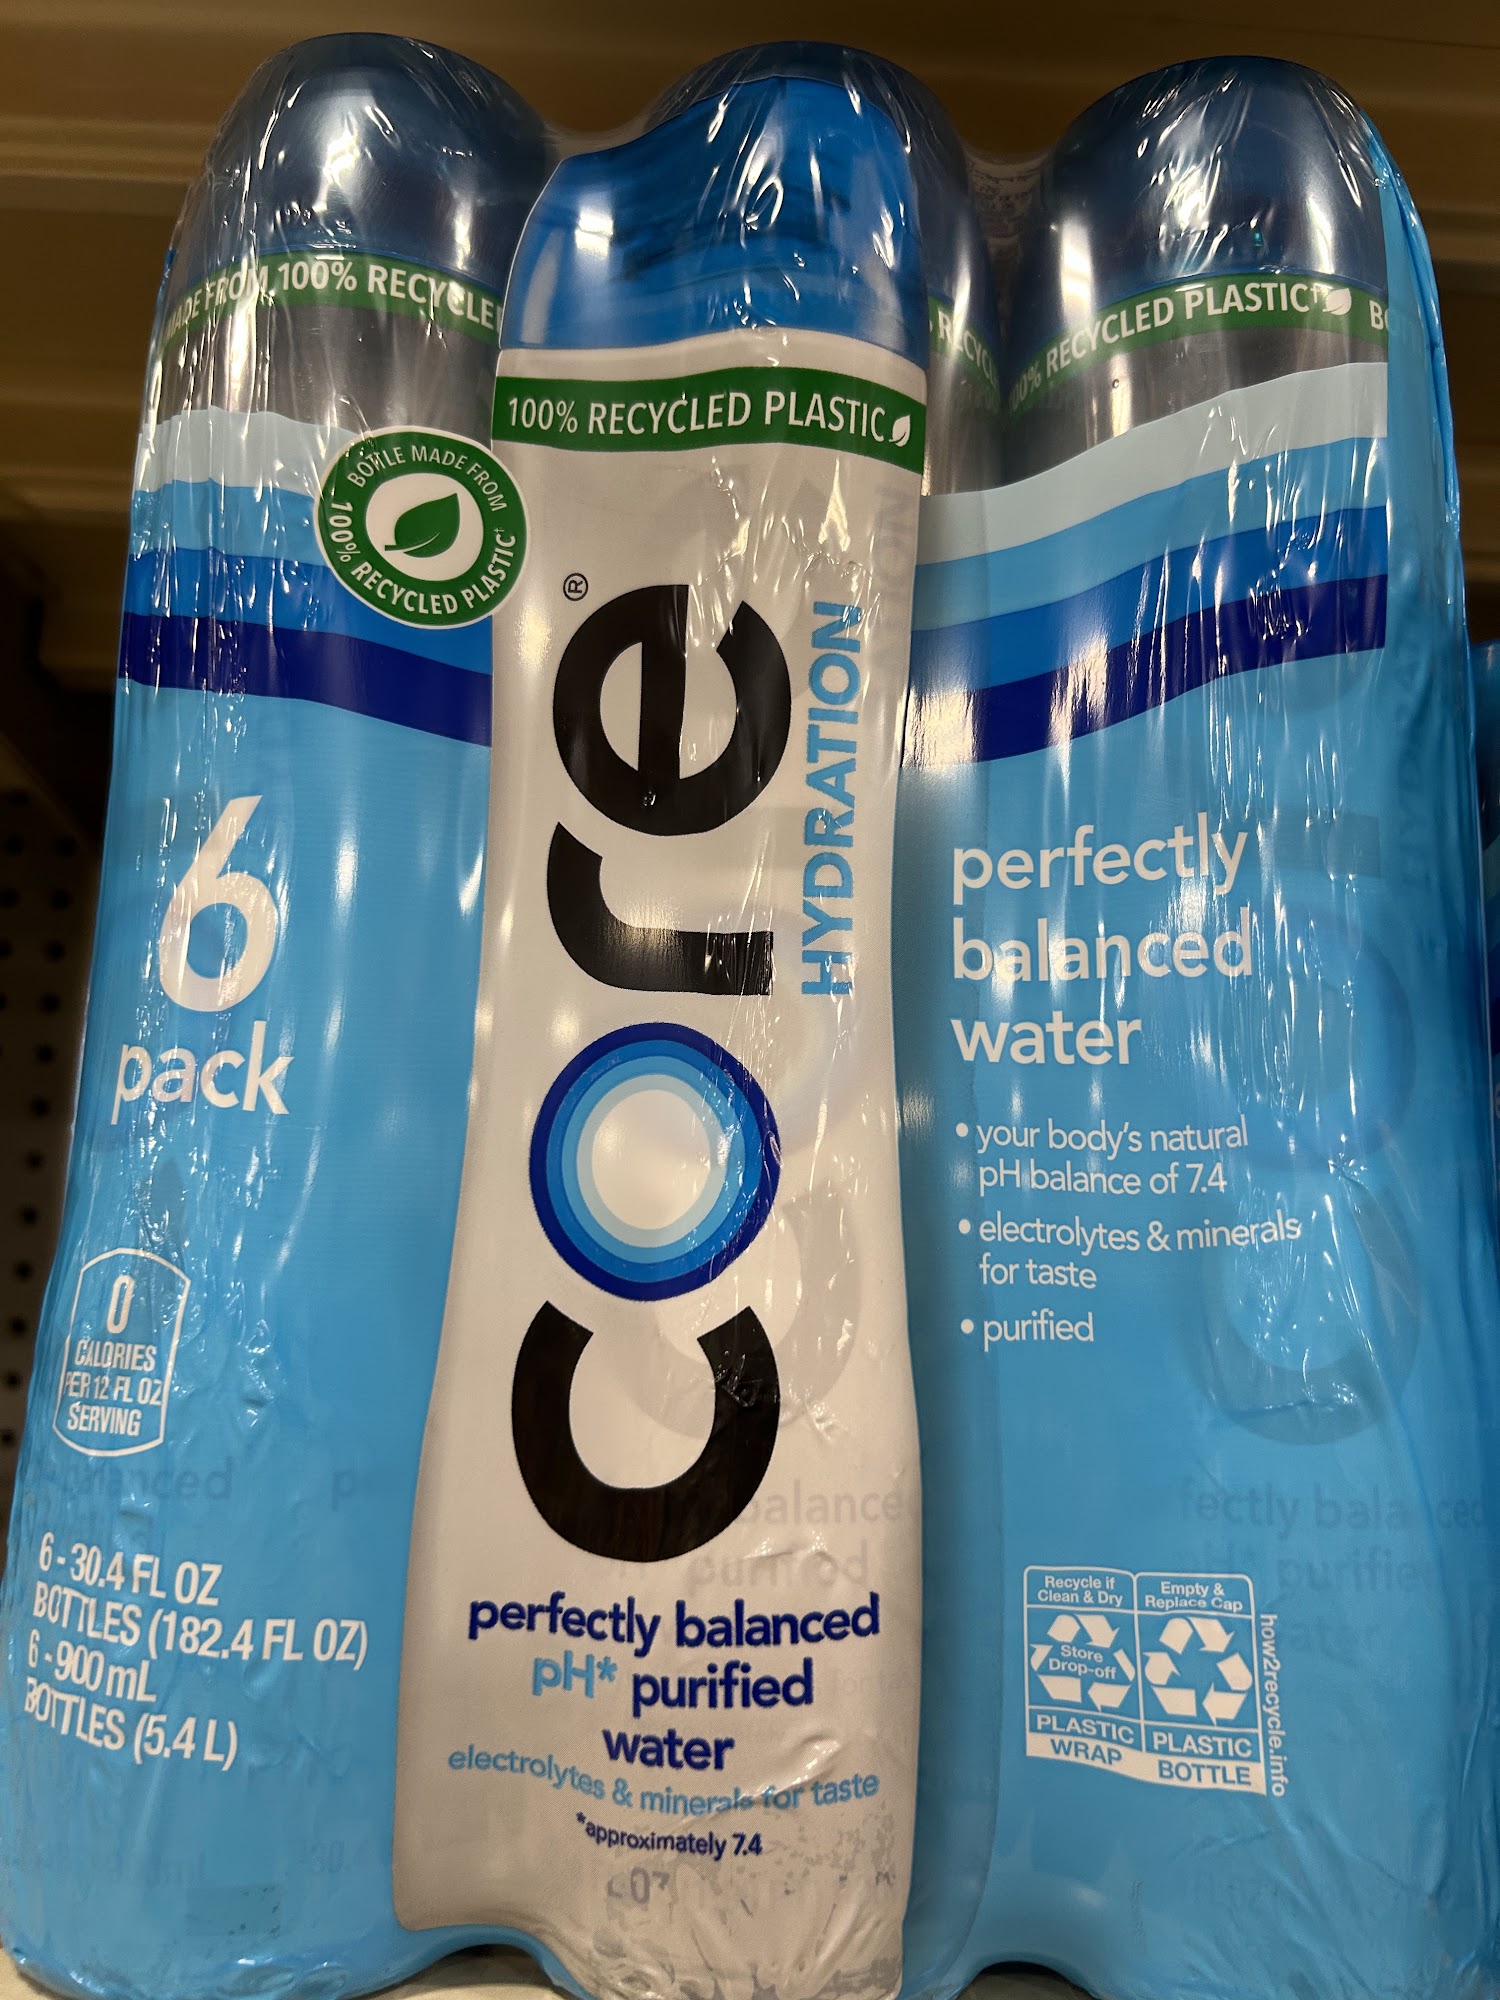 MADE FROM 100% RECYCLED
100% RECYCLED PLASTIC
RECYC
100% RECYCLED PLASTIC†
BOTTLE MADE FROM
100% RECYCLED PLASTIC†
core®
HYDRATION
6
pack
0
CALORIES
PER 12 FL OZ
SERVING
6 - 30.4 FL OZ
BOTTLES (182.4 FL OZ)
6 - 900 mL
BOTTLES (5.4 L)
perfectly balanced
pH* purified
water
electrolytes & minerals for taste
*approximately 7.4
perfectly
balanced
water
• your body's natural
pH balance of 7.4
• electrolytes & minerals
for taste
• purified
Recycle if
Clean & Dry
Store
Drop-off
PLASTIC
WRAP
Empty &
Replace Cap
PLASTIC
BOTTLE
how2recycle.info